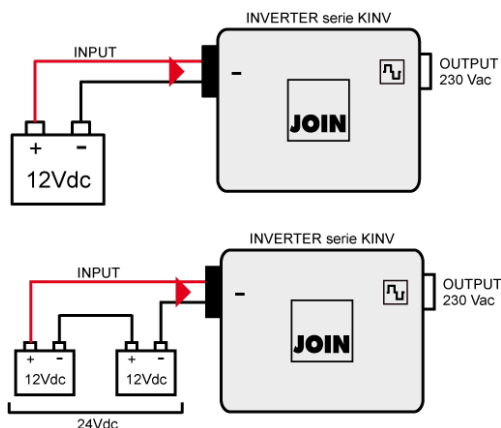 INVERTER serie KINV
INPUT
OUTPUT
230 Vac
-
JOIN
+ -
12Vdc
INVERTER serie KINV
INPUT
OUTPUT
230 Vac
-
JOIN
+ - + -
12Vdc 12Vdc
24Vdc